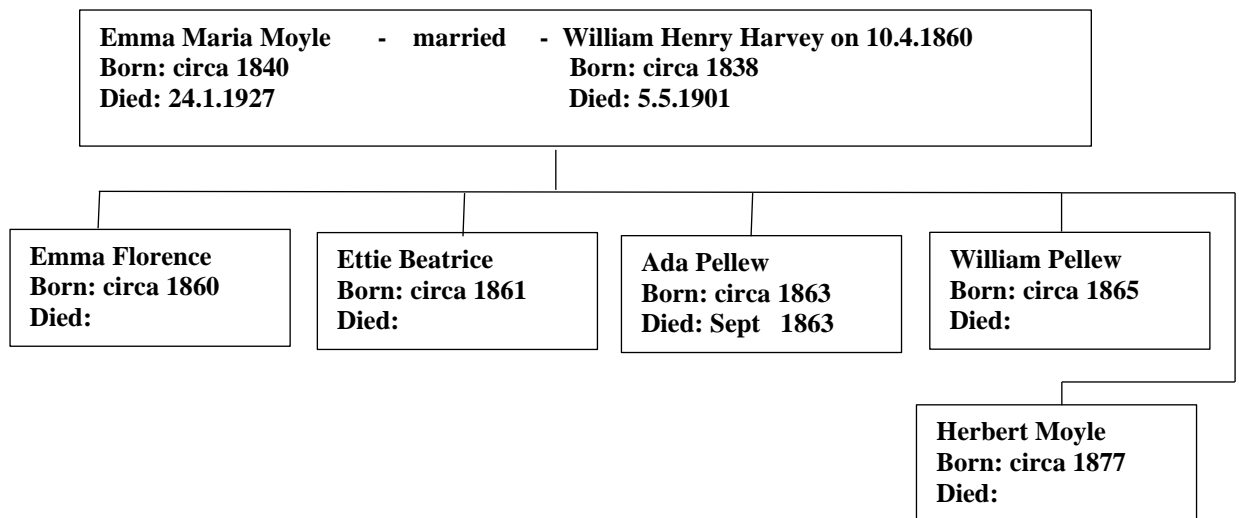 Emma Maria Moyle - married - William Henry Harvey on 10.4.1860
Born: circa 1840 Born: circa 1838
Died: 24.1.1927 Died: 5.5.1901
Emma Florence
Born: circa 1860
Died:
Ettie Beatrice
Born: circa 1861
Died:
Ada Pellew
Born: circa 1863
Died: Sept 1863
William Pellew
Born: circa 1865
Died:
Herbert Moyle
Born: circa 1877
Died: